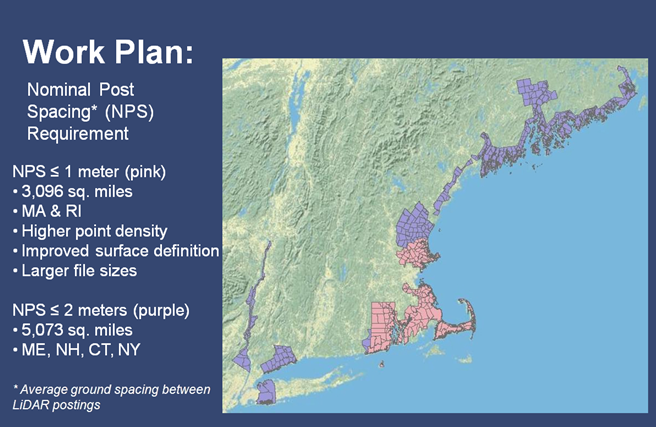 Work Plan:
Nominal Post
Spacing* (NPS)
Requirement
NPS ≤ 1 meter (pink)
• 3,096 sq. miles
• MA & RI
• Higher point density
• Improved surface definition
• Larger file sizes
NPS ≤ 2 meters (purple)
• 5,073 sq. miles
• ME, NH, CT, NY
* Average ground spacing between
LiDAR postings